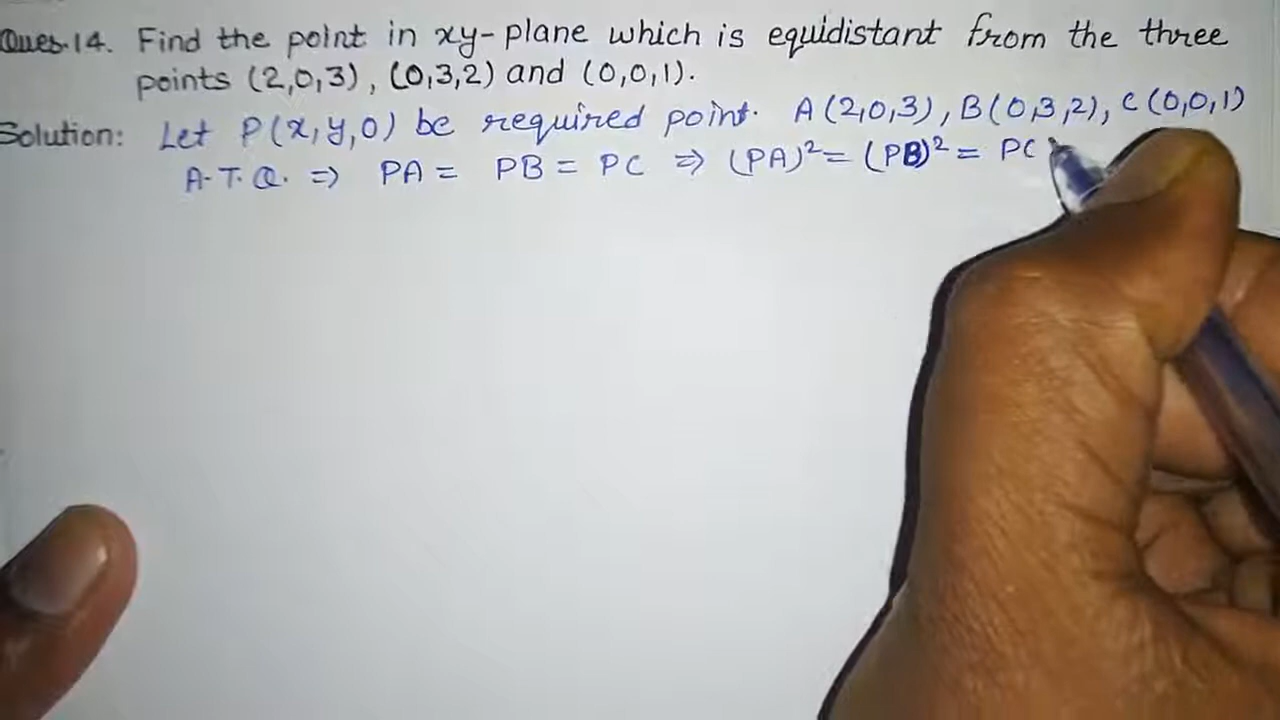 Ques.14. Find the point in xy-plane which is equidistant from the three
points (2,0,3), (0,3,2) and (0,0,1).
Solution: Let P(x,y,0) be required point. A(2,0,3), B(0,3,2), C(0,0,1)
A.T.Q. ⇒ PA = PB = PC ⇒ (PA)² = (PB)² = PC